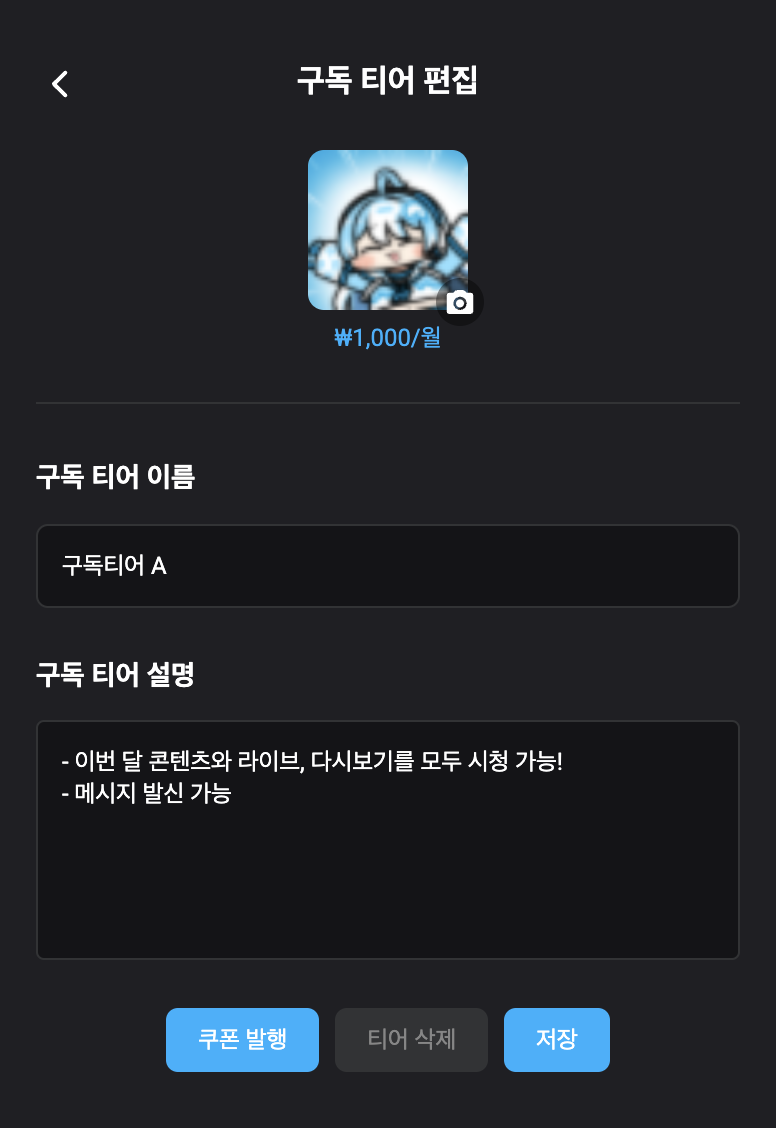 구독 티어 편집
₩1,000/월
구독 티어 이름
구독티어 A
구독 티어 설명
- 이번 달 콘텐츠와 라이브, 다시보기를 모두 시청 가능!
- 메시지 발신 가능
쿠폰 발행
티어 삭제
저장